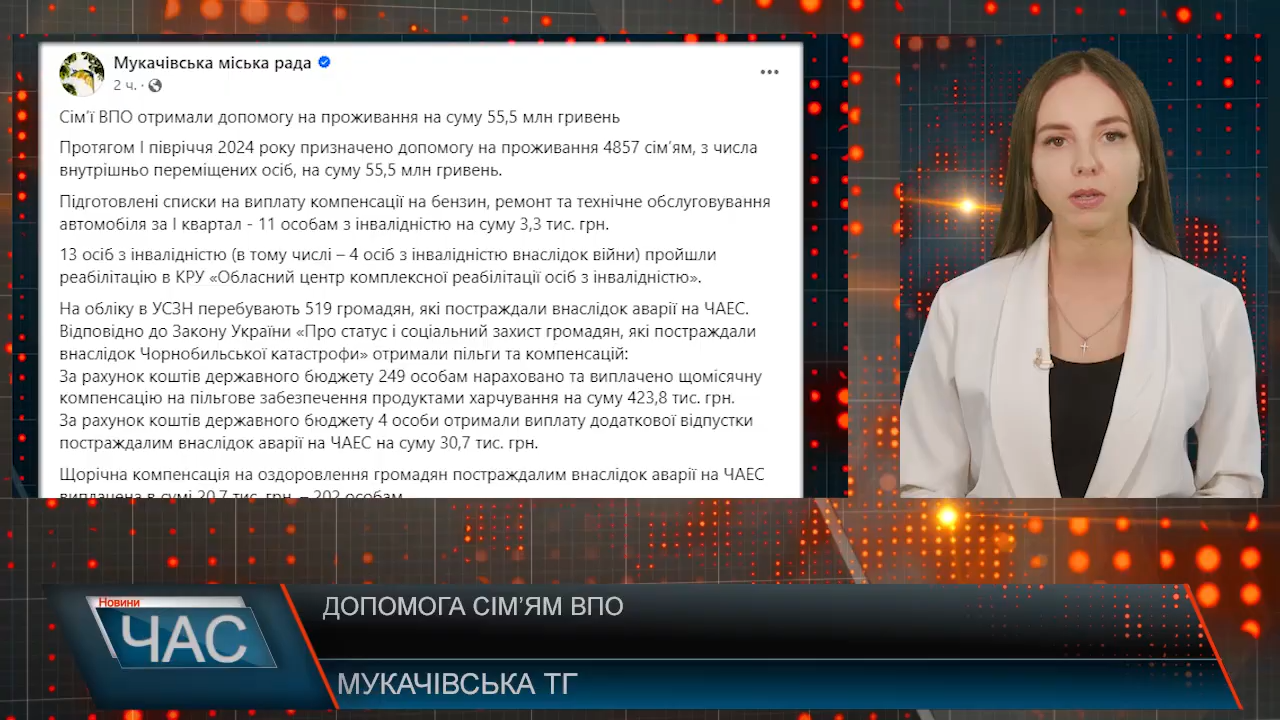 Мукачівська міська рада
2 ч. ·
Сім’ї ВПО отримали допомогу на проживання на суму 55,5 млн гривень
Протягом І півріччя 2024 року призначено допомогу на проживання 4857 сім’ям, з числа
внутрішньо переміщених осіб, на суму 55,5 млн гривень.
Підготовлені списки на виплату компенсації на бензин, ремонт та технічне обслуговування
автомобіля за І квартал - 11 особам з інвалідністю на суму 3,3 тис. грн.
13 осіб з інвалідністю (в тому числі – 4 осіб з інвалідністю внаслідок війни) пройшли
реабілітацію в КРУ «Обласний центр комплексної реабілітації осіб з інвалідністю».
На обліку в УСЗН перебувають 519 громадян, які постраждали внаслідок аварії на ЧАЕС.
Відповідно до Закону України «Про статус і соціальний захист громадян, які постраждали
внаслідок Чорнобильської катастрофи» отримали пільги та компенсацій:
За рахунок коштів державного бюджету 249 особам нараховано та виплачено щомісячну
компенсацію на пільгове забезпечення продуктами харчування на суму 423,8 тис. грн.
За рахунок коштів державного бюджету 4 особи отримали виплату додаткової відпустки
постраждалим внаслідок аварії на ЧАЕС на суму 30,7 тис. грн.
Щорічна компенсація на оздоровлення громадян постраждалим внаслідок аварії на ЧАЕС
виплачена в сумі 20,7 тис. грн. – 202 особам
Новини
ЧАС
ДОПОМОГА СІМ’ЯМ ВПО
МУКАЧІВСЬКА ТГ